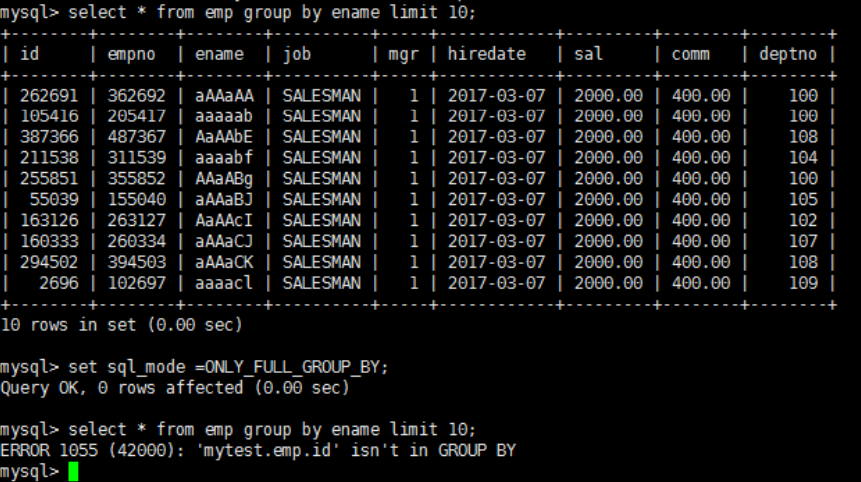 mysql> select * from emp group by ename limit 10;
+--------+--------+--------+----------+-----+------------+---------+--------+--------+
| id     | empno  | ename  | job      | mgr | hiredate   | sal     | comm   | deptno |
+--------+--------+--------+----------+-----+------------+---------+--------+--------+
| 262691 | 362692 | aAAaAA | SALESMAN |   1 | 2017-03-07 | 2000.00 | 400.00 |    100 |
| 105416 | 205417 | aaaaab | SALESMAN |   1 | 2017-03-07 | 2000.00 | 400.00 |    100 |
| 387366 | 487367 | AaAAbE | SALESMAN |   1 | 2017-03-07 | 2000.00 | 400.00 |    108 |
| 211538 | 311539 | aaaabf | SALESMAN |   1 | 2017-03-07 | 2000.00 | 400.00 |    104 |
| 255851 | 355852 | AAaABg | SALESMAN |   1 | 2017-03-07 | 2000.00 | 400.00 |    100 |
|  55039 | 155040 | aAAaBJ | SALESMAN |   1 | 2017-03-07 | 2000.00 | 400.00 |    105 |
| 163126 | 263127 | AaAAcI | SALESMAN |   1 | 2017-03-07 | 2000.00 | 400.00 |    102 |
| 160333 | 260334 | aAAaCJ | SALESMAN |   1 | 2017-03-07 | 2000.00 | 400.00 |    107 |
| 294502 | 394503 | aAAaCK | SALESMAN |   1 | 2017-03-07 | 2000.00 | 400.00 |    108 |
|   2696 | 102697 | aaaacl | SALESMAN |   1 | 2017-03-07 | 2000.00 | 400.00 |    109 |
+--------+--------+--------+----------+-----+------------+---------+--------+--------+
10 rows in set (0.00 sec)
mysql> set sql_mode =ONLY_FULL_GROUP_BY;
Query OK, 0 rows affected (0.00 sec)
mysql> select * from emp group by ename limit 10;
ERROR 1055 (42000): 'mytest.emp.id' isn't in GROUP BY
mysql>